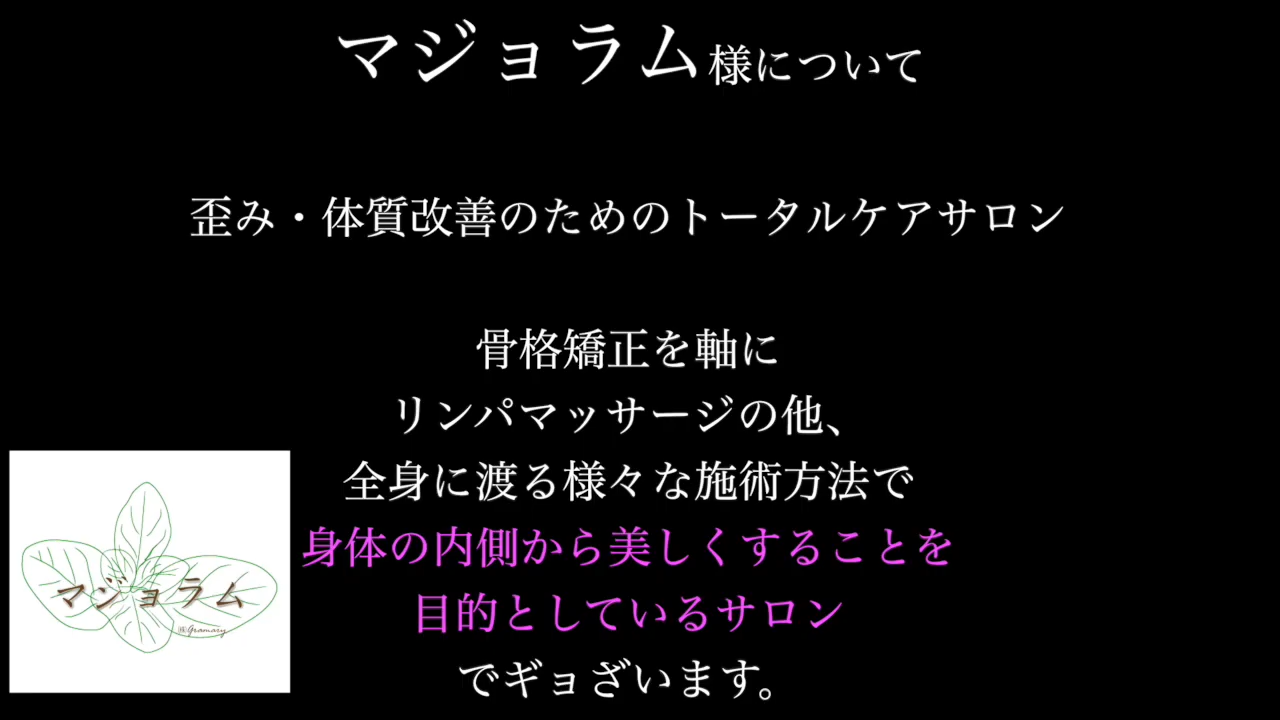 マジョラム様について
歪み・体質改善のためのトータルケアサロン
骨格矯正を軸に
リンパマッサージの他、
全身に渡る様々な施術方法で
身体の内側から美しくすることを
目的としているサロン
でギョざいます。
マジョラム
㈱Gramary